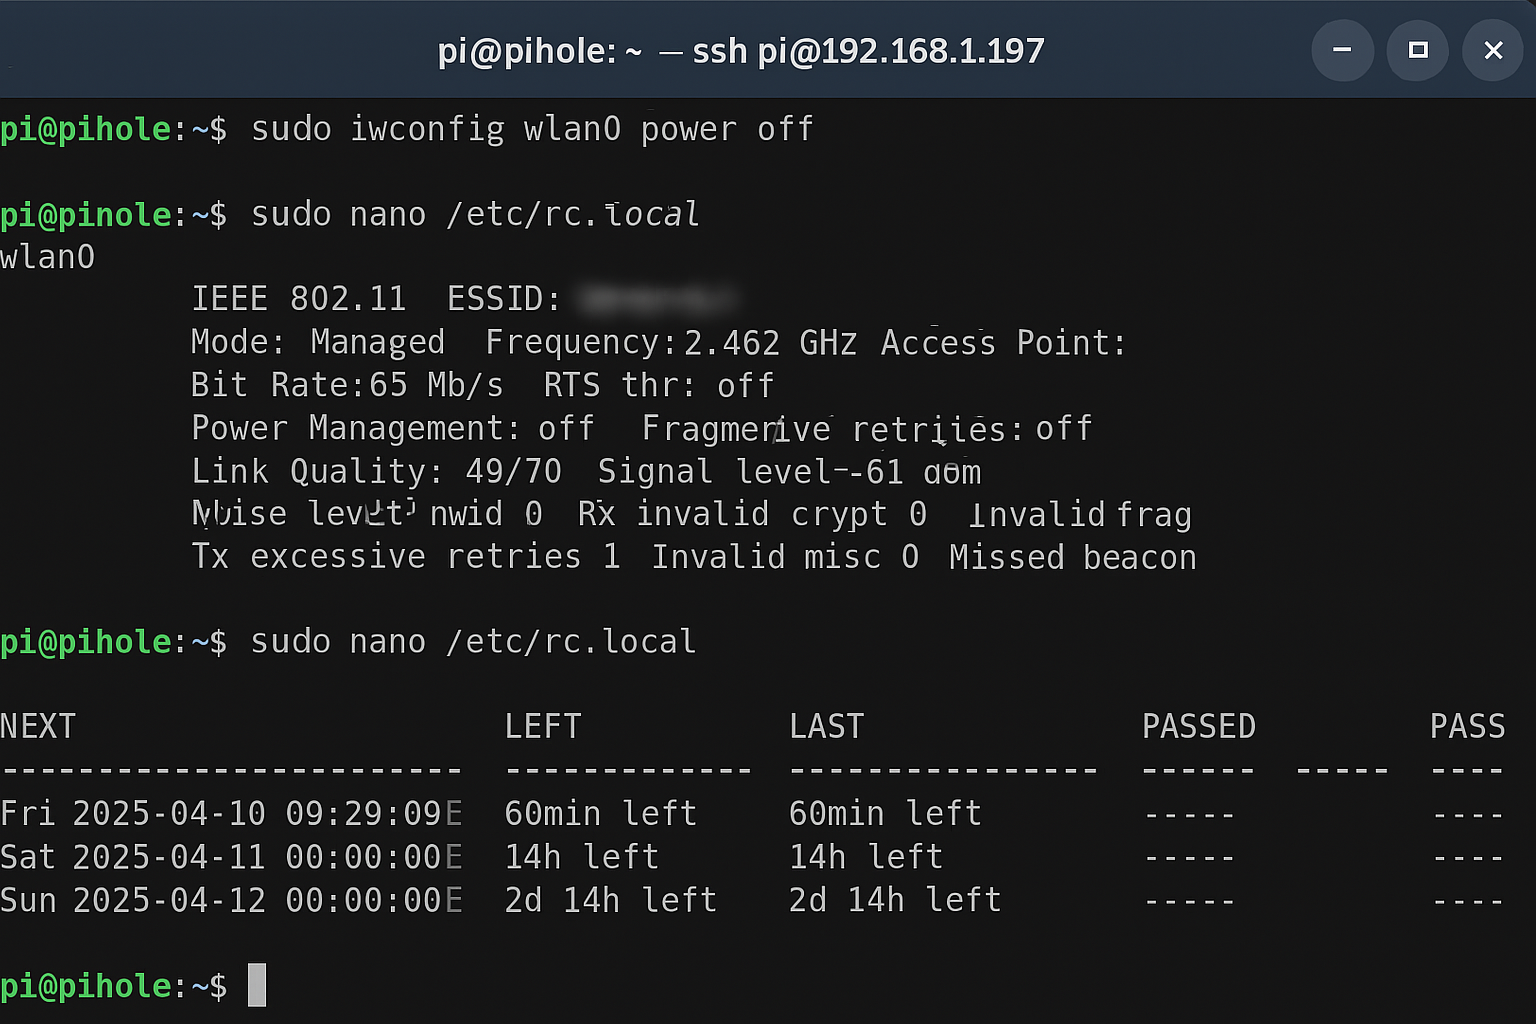 pi@pihole: ~ — ssh pi@192.168.1.197
pi@pihole:~$ sudo iwconfig wlan0 power off
pi@pinole:~$ sudo nano /etc/rc.local
wlan0
IEEE 802.11 ESSID:
Mode: Managed Frequency:2.462 GHz Access Point:
Bit Rate:65 Mb/s RTS thr: off
Power Management: off off
Link Quality: 49/70 Signal level--61
nwid 0 Rx invalid crypt 0 Invalid frag
Tx excessive retries 1 Invalid misc 0 Missed beacon
pi@pihole:~$ sudo nano /etc/rc.local
NEXT LEFT LAST PASSED PASS
------------------------ ------------- ---------------- ------ ----- ----
Fri 2025-04-10 09:29:09E 60min left 60min left ----- ----
Sat 2025-04-11 00:00:00E 14h left 14h left ----- ----
Sun 2025-04-12 00:00:00E 2d 14h left 2d 14h left ----- ----
pi@pihole:~$